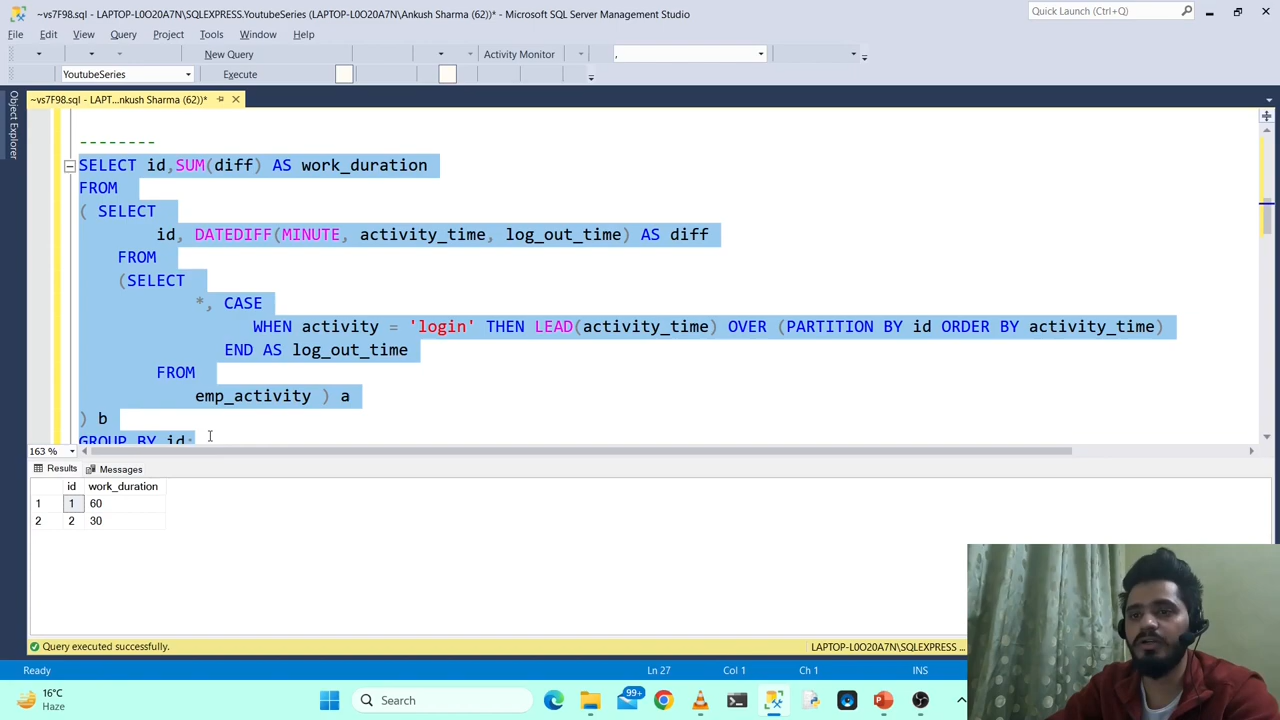 ~vs7F98.sql - LAPTOP-L0O20A7N\SQLEXPRESS.YoutubeSeries (LAPTOP-L0O20A7N\Ankush Sharma (62))* - Microsoft SQL Server Management Studio
Quick Launch (Ctrl+Q)
File Edit View Query Project Tools Window Help
New Query Activity Monitor ,
YoutubeSeries Execute
~vs7F98.sql - LAPT...nkush Sharma (62))*
Object Explorer
--------
SELECT id,SUM(diff) AS work_duration
FROM
( SELECT
id, DATEDIFF(MINUTE, activity_time, log_out_time) AS diff
FROM
(SELECT
*, CASE
WHEN activity = 'login' THEN LEAD(activity_time) OVER (PARTITION BY id ORDER BY activity_time)
END AS log_out_time
FROM
emp_activity ) a
) b
GROUP BY id;
163 %
Results Messages
id work_duration
1 1 60
2 2 30
Query executed successfully.
LAPTOP-L0O20A7N\SQLEXPRESS ...
Ready Ln 27 Col 1 Ch 1 INS
16°C
Haze
Search
99+